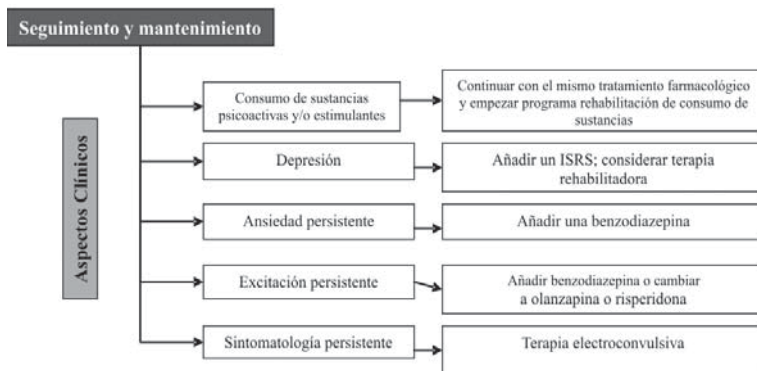 Seguimiento y mantenimiento
Aspectos Clínicos
Consumo de sustancias
psicoactivas y/o estimulantes
Continuar con el mismo tratamiento farmacológico
y empezar programa rehabilitación de consumo de
sustancias
Depresión
Añadir un ISRS; considerar terapia
rehabilitadora
Ansiedad persistente
Añadir una benzodiazepina
Excitación persistente
Añadir benzodiazepina o cambiar
a olanzapina o risperidona
Sintomatología persistente
Terapia electroconvulsiva